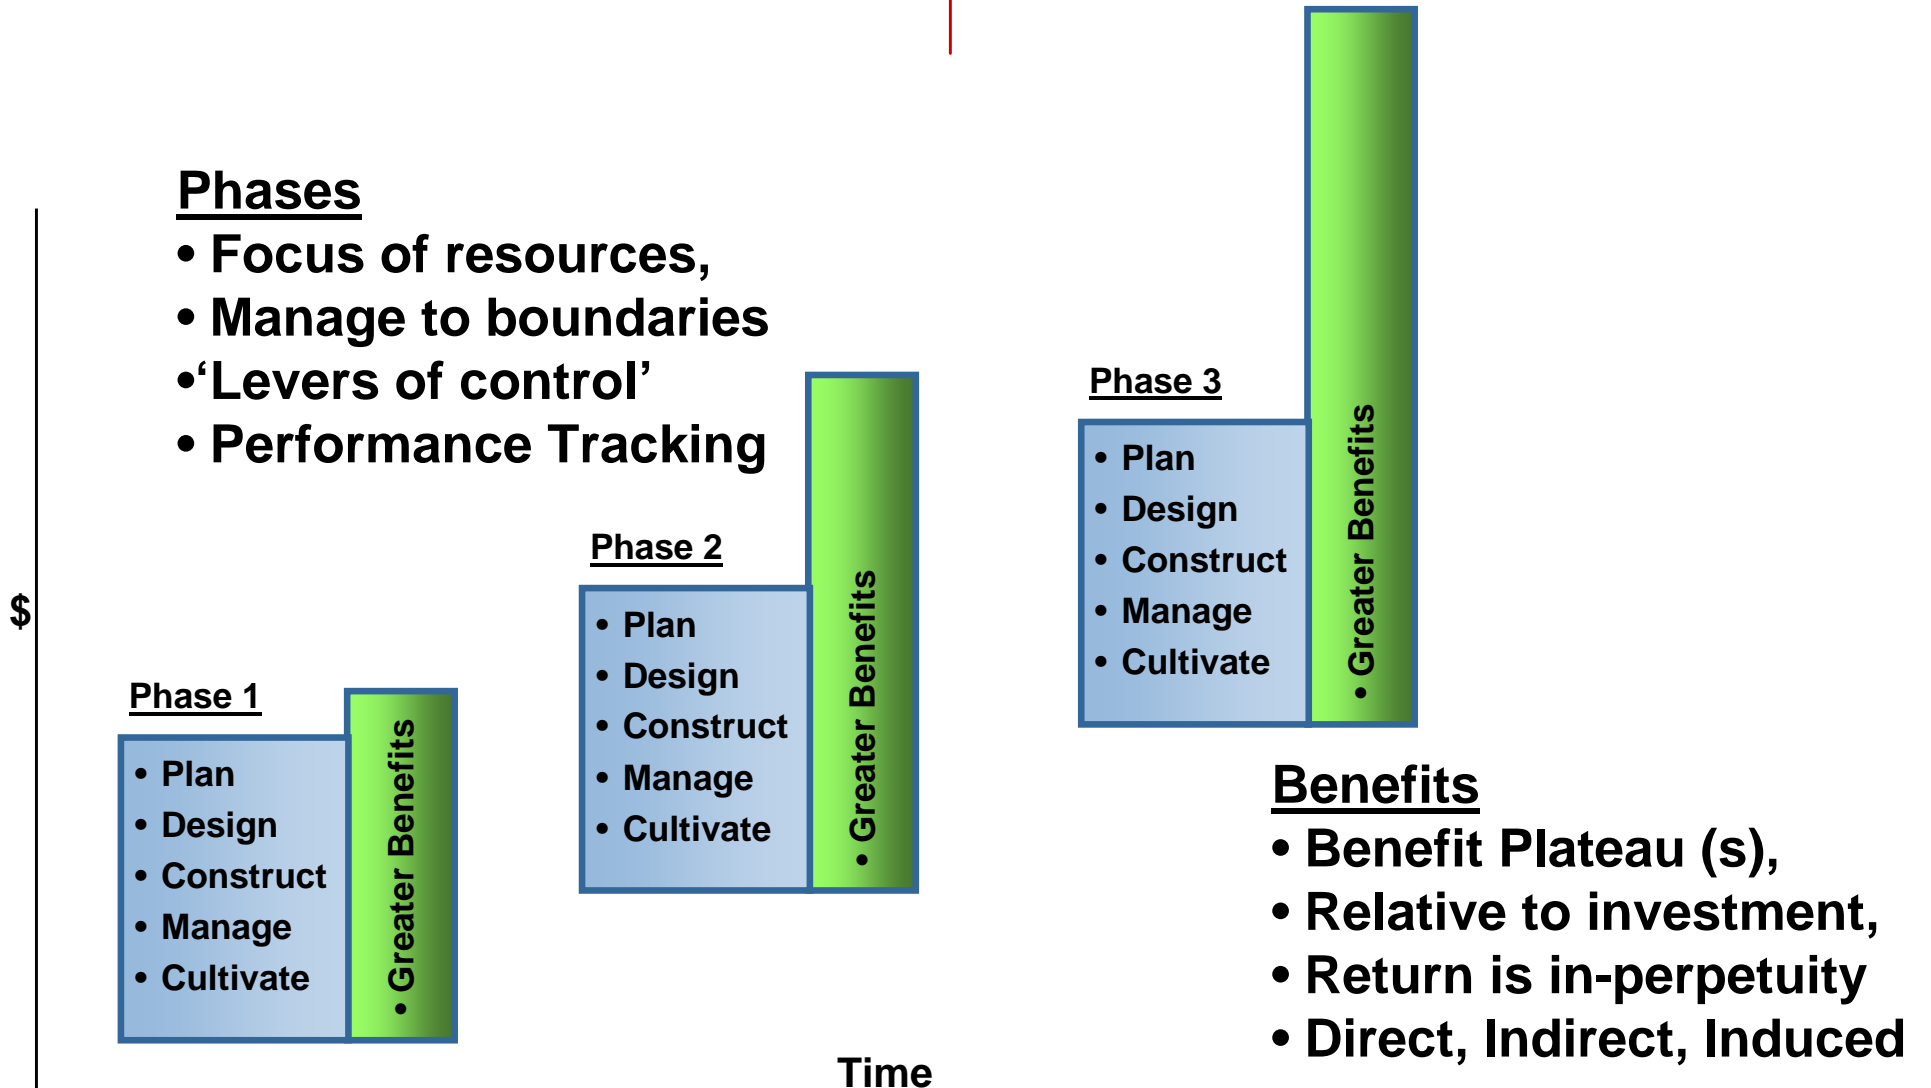 Phases
• Focus of resources,
• Manage to boundaries
•‘Levers of control’
• Performance Tracking
$
Phase 1
• Plan
• Design
• Construct
• Manage
• Cultivate
• Greater Benefits
Phase 2
• Plan
• Design
• Construct
• Manage
• Cultivate
• Greater Benefits
Phase 3
• Plan
• Design
• Construct
• Manage
• Cultivate
• Greater Benefits
Benefits
• Benefit Plateau (s),
• Relative to investment,
• Return is in-perpetuity
• Direct, Indirect, Induced
Time